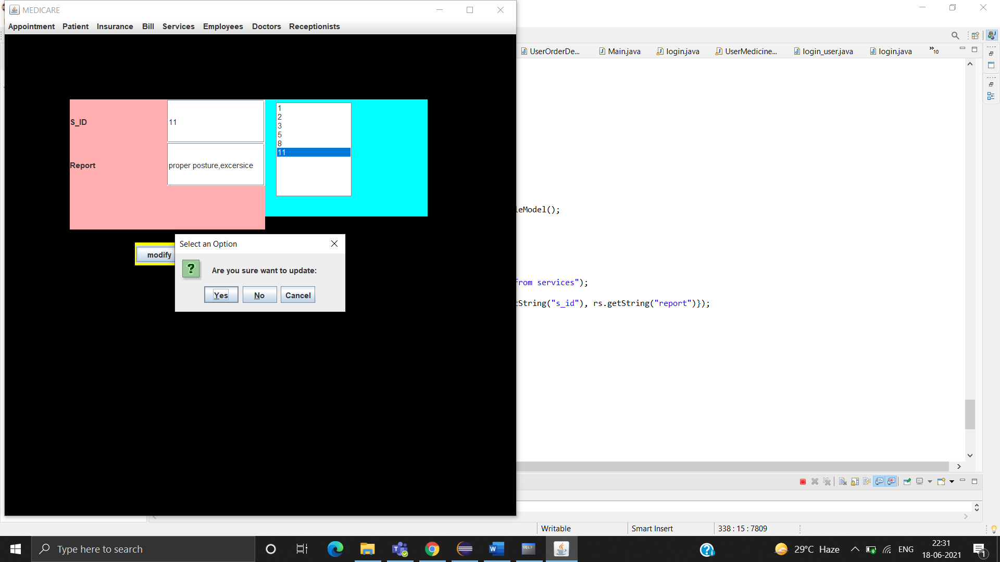 MEDICARE
Appointment Patient Insurance Bill Services Employees Doctors Receptionists
UserOrderDe... Main.java login.java UserMedicine... login_user.java login.java »10
S_ID
11
Report
proper posture,excersice
1
2
3
5
8
11
leModel();
from services");
tString("s_id"), rs.getString("report")});
modify
Select an Option
?
Are you sure want to update:
Yes No Cancel
Writable Smart Insert 338 : 15 : 7809
Type here to search
SQL>
29°C Haze
ENG
22:31
18-06-2021
1